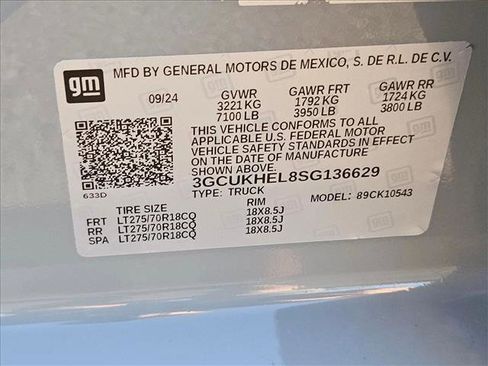 gm MFD BY GENERAL MOTORS DE MEXICO, S. DE R.L. DE C.V.
09/24 GVWR GAWR FRT GAWR RR
3221 KG 1792 KG 1724 KG
7100 LB 3950 LB 3800 LB
THIS VEHICLE CONFORMS TO ALL
APPLICABLE U.S. FEDERAL MOTOR
VEHICLE SAFETY STANDARDS IN EFFECT
ON THE DATE OF MANUFACTURE
SHOWN ABOVE.
633D 3GCUKHEL8SG136629
TYPE: TRUCK MODEL: 89CK10543
TIRE SIZE RIM
FRT LT275/70R18CQ 18X8.5J
RR LT275/70R18CQ 18X8.5J
SPA LT275/70R18CQ 18X8.5J